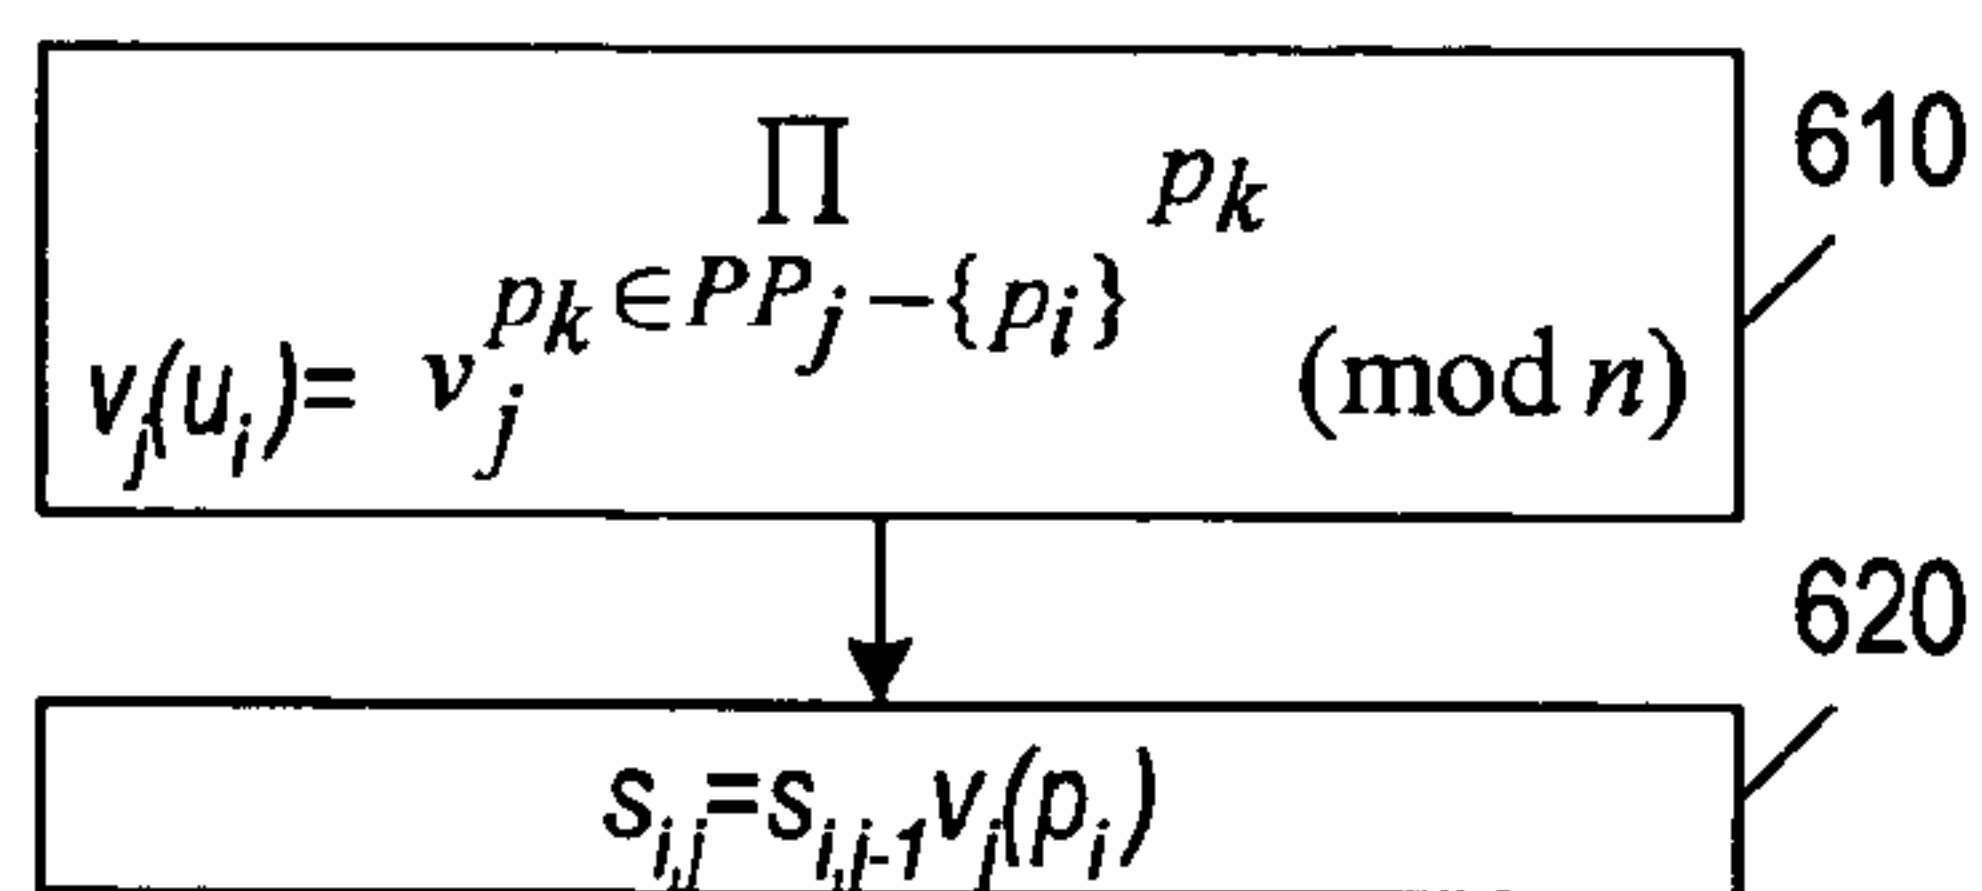 610
∏ p_k
p_k∈PP_j−{p_i}
v_j(u_i)= v_j (mod n)
620
s_{i,j}=s_{i,j-1}v_j(p_i)